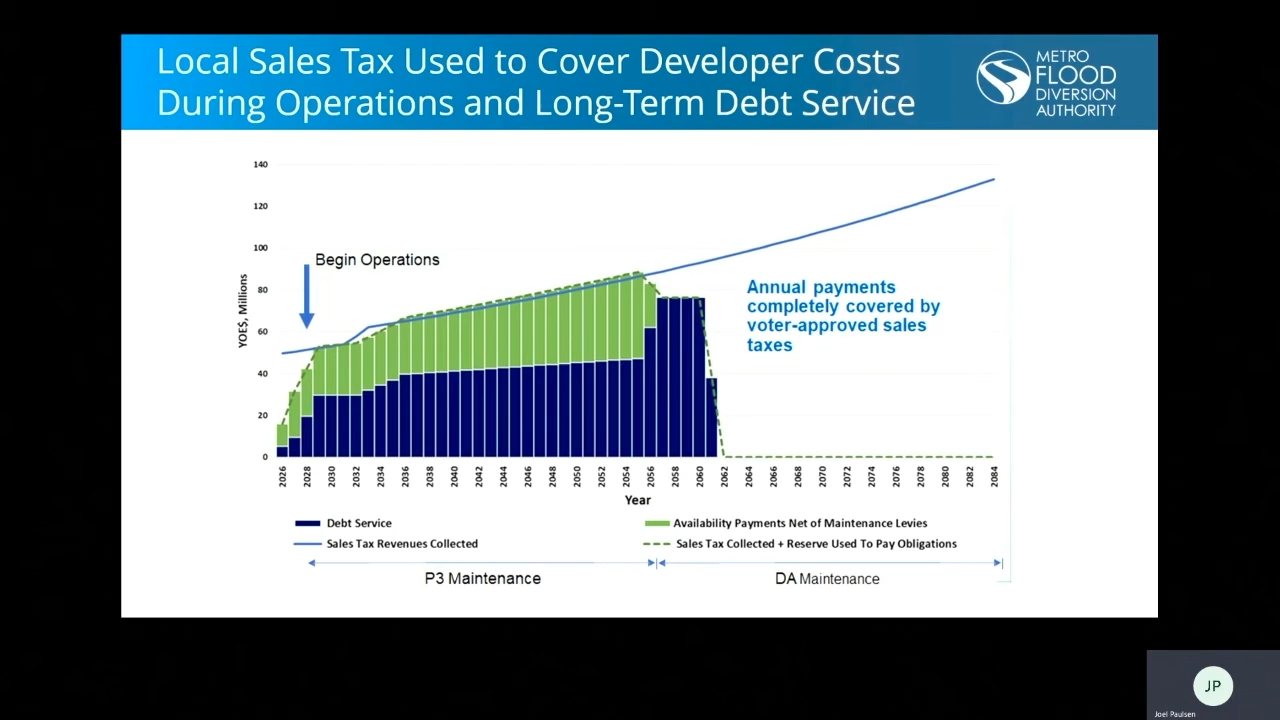 Local Sales Tax Used to Cover Developer Costs
During Operations and Long-Term Debt Service
METRO
FLOOD
DIVERSION
AUTHORITY
140
120
100
80
60
40
20
0
YOE$, Millions
Begin Operations
Annual payments
completely covered by
voter-approved sales
taxes
2026 2028 2030 2032 2034 2036 2038 2040 2042 2044 2046 2048 2050 2052 2054 2056 2058 2060 2062 2064 2066 2068 2070 2072 2074 2076 2078 2080 2082 2084
Year
Debt Service
Availability Payments Net of Maintenance Levies
Sales Tax Revenues Collected
Sales Tax Collected + Reserve Used To Pay Obligations
P3 Maintenance
DA Maintenance
JP
Joel Paulsen